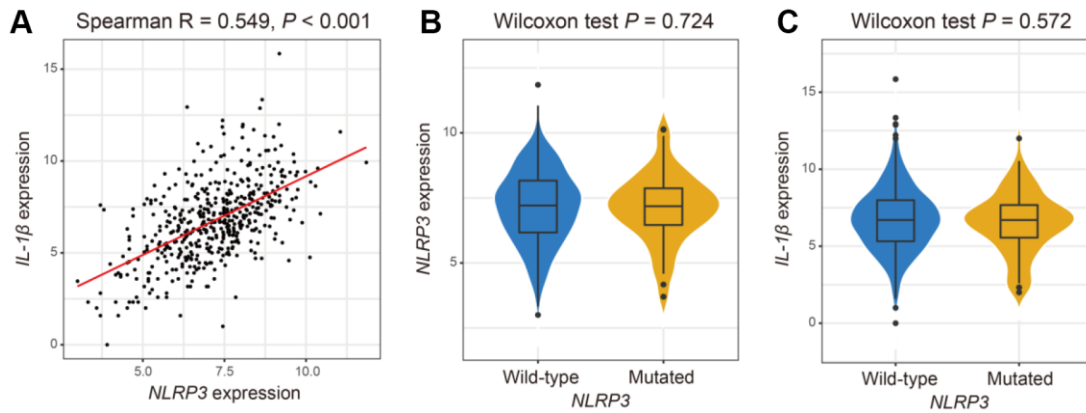 A
Spearman R = 0.549, P < 0.001
IL-1β expression
15
10
5
0
5.0
7.5
10.0
NLRP3 expression
B
Wilcoxon test P = 0.724
NLRP3 expression
10
5
Wild-type
Mutated
NLRP3
C
Wilcoxon test P = 0.572
IL-1β expression
15
10
5
0
Wild-type
Mutated
NLRP3